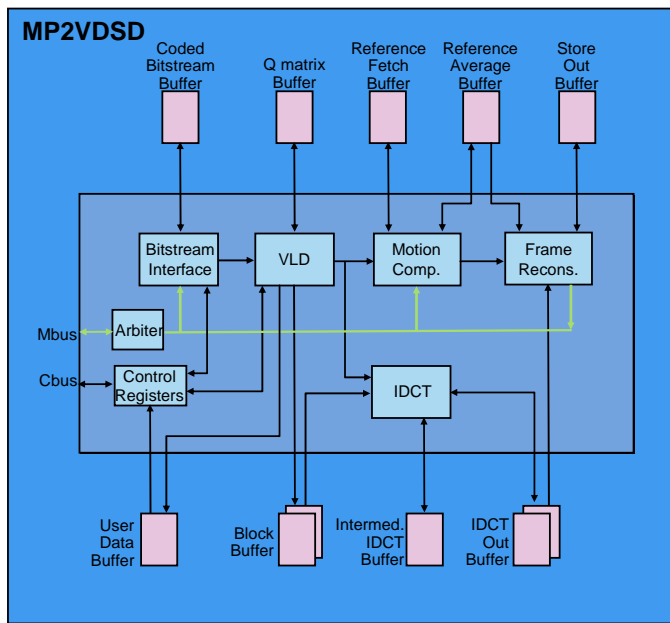 MP2VDSD
Coded
Bitstream
Buffer
Q matrix
Buffer
Reference
Fetch
Buffer
Reference
Average
Buffer
Store
Out
Buffer
Bitstream
Interface
VLD
Motion
Comp.
Frame
Recons.
Mbus
Arbiter
Cbus
Control
Registers
IDCT
User
Data
Buffer
Block
Buffer
Intermed.
IDCT
Buffer
IDCT
Out
Buffer